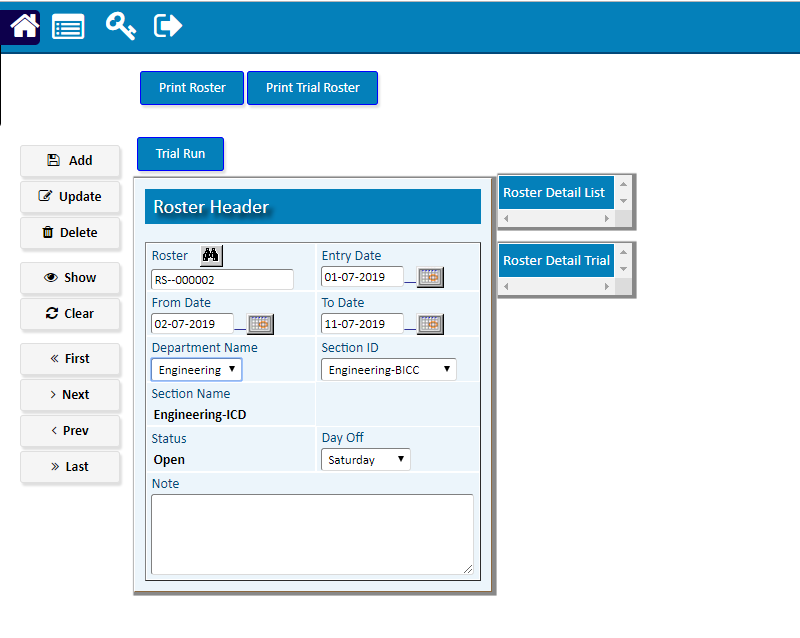 Print Roster Print Trial Roster
Trial Run
Add
Update
Delete
Show
Clear
« First
> Next
< Prev
» Last
Roster Header
Roster Entry Date
RS--000002 01-07-2019
From Date To Date
02-07-2019 11-07-2019
Department Name Section ID
Engineering Engineering-BICC
Section Name
Engineering-ICD
Status Day Off
Open Saturday
Note
Roster Detail List
Roster Detail Trial